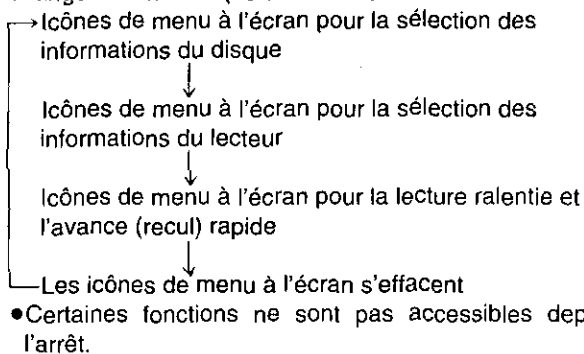 Icônes de menu à l'écran pour la sélection des
informations du disque
Icônes de menu à l'écran pour la sélection des
informations du lecteur
Icônes de menu à l'écran pour la lecture ralentie et
l'avance (recul) rapide
Les icônes de menu à l'écran s'effacent
●Certaines fonctions ne sont pas accessibles
l'arrêt.